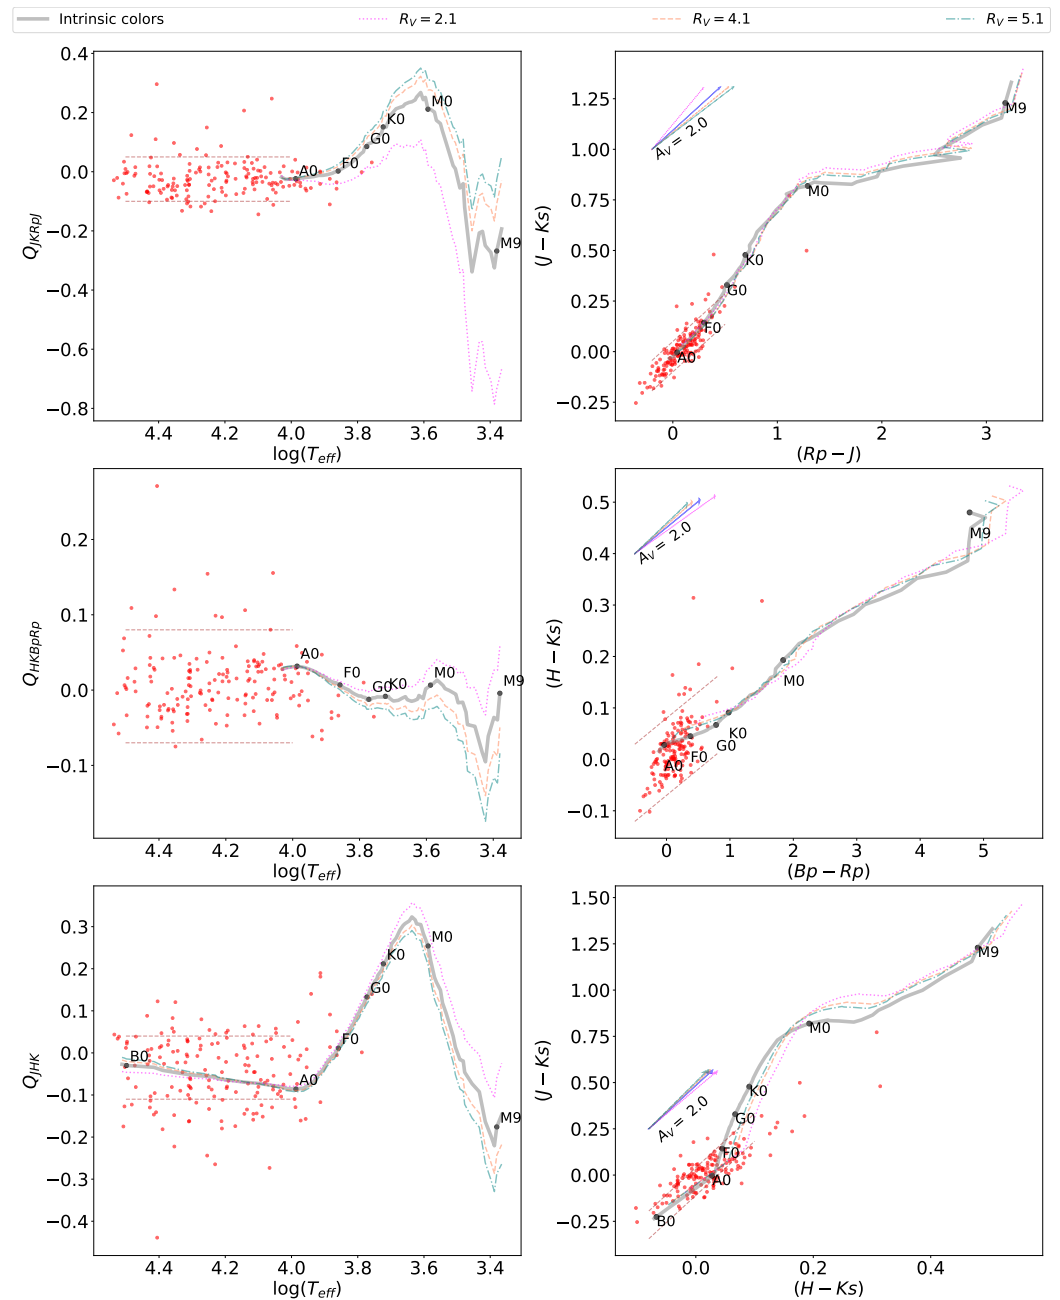 Intrinsic colors R_V = 2.1 R_V = 4.1 R_V = 5.1
0.4
0.2
0.0
−0.2
−0.4
−0.6
−0.8
Q_JKRpJ
A0
F0
G0
K0
M0
M9
4.4 4.2 4.0 3.8 3.6 3.4
log(T_eff)
1.25
1.00
0.75
0.50
0.25
0.00
−0.25
(J − Ks)
A_V = 2.0
M9
M0
K0
G0
F0
A0
0 1 2 3
(Rp − J)
0.2
0.1
0.0
−0.1
Q_HKBpRp
A0
F0
G0
K0
M0
M9
4.4 4.2 4.0 3.8 3.6 3.4
log(T_eff)
0.5
0.4
0.3
0.2
0.1
0.0
−0.1
(H − Ks)
A_V = 2.0
M9
M0
K0
G0
F0
A0
0 1 2 3 4 5
(Bp − Rp)
0.3
0.2
0.1
0.0
−0.1
−0.2
−0.3
−0.4
Q_JHK
B0
A0
F0
G0
K0
M0
M9
4.4 4.2 4.0 3.8 3.6 3.4
log(T_eff)
1.50
1.25
1.00
0.75
0.50
0.25
0.00
−0.25
(J − Ks)
A_V = 2.0
M9
M0
K0
G0
F0
A0
B0
0.0 0.2 0.4
(H − Ks)